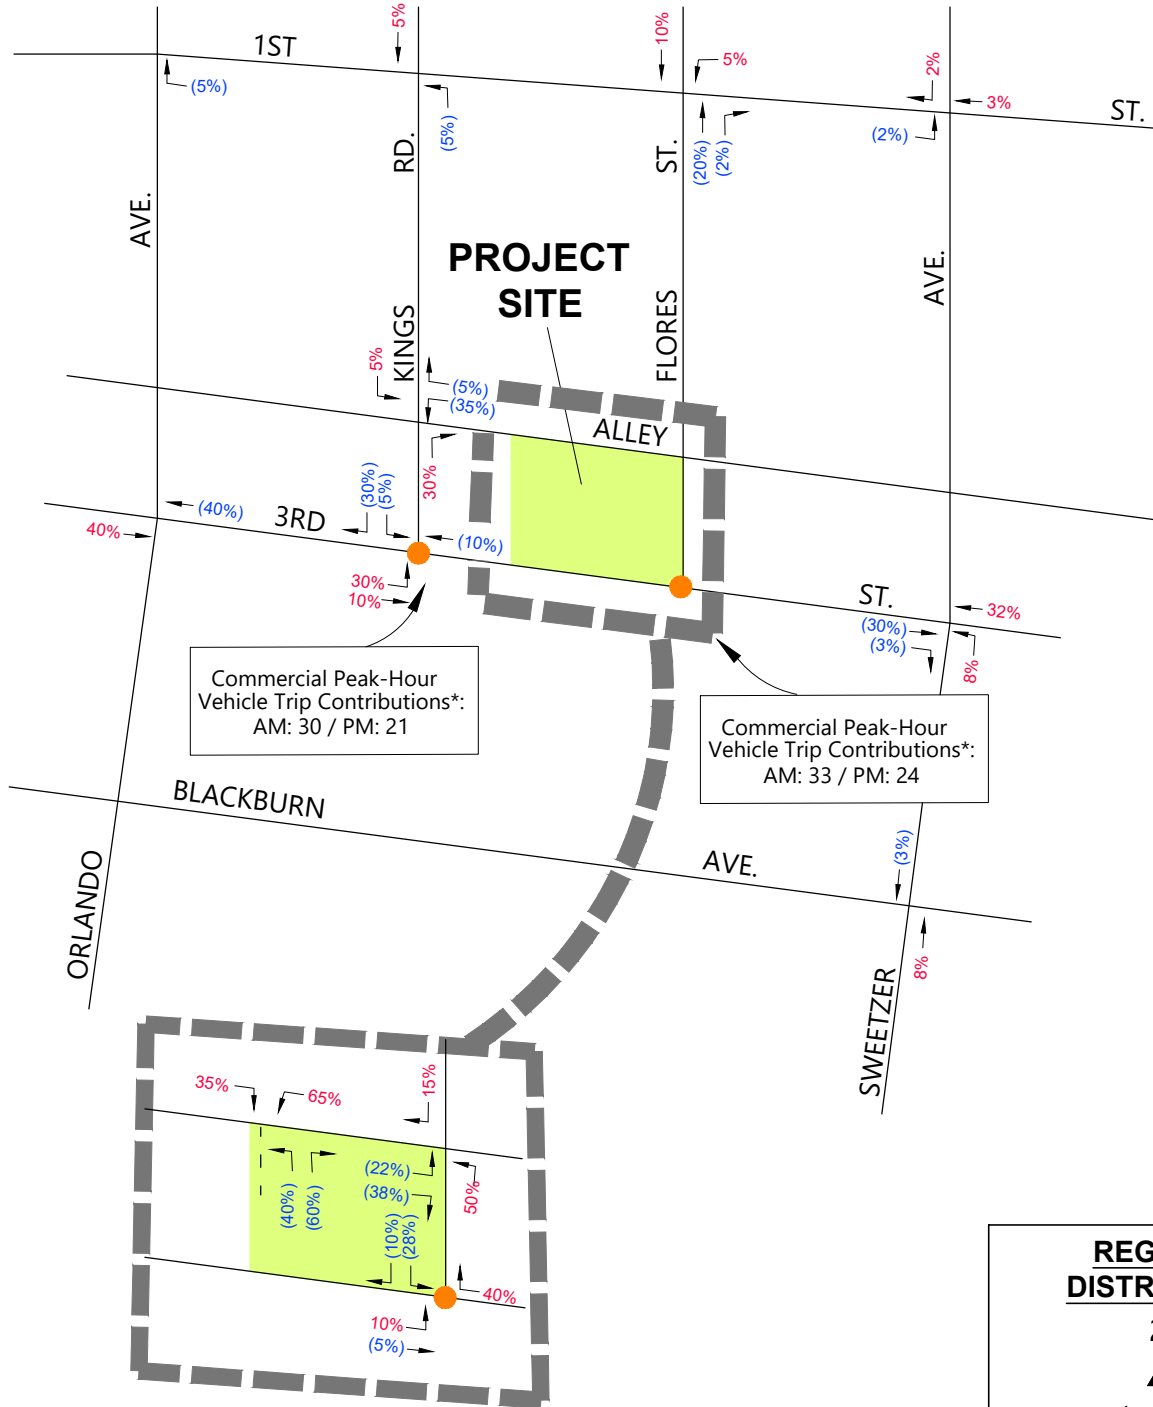 5%
10%
2%
1ST
5%
3%
ST.
(5%)
(5%)
(20%)
(2%)
(2%)
RD.
ST.
AVE.
AVE.
PROJECT
SITE
KINGS
FLORES
5%
(5%)
(35%)
ALLEY
30%
(30%)
(5%)
(40%)
3RD
(10%)
40%
30%
10%
ST.
32%
(30%)
(3%)
8%
Commercial Peak-Hour
Vehicle Trip Contributions*:
AM: 30 / PM: 21
Commercial Peak-Hour
Vehicle Trip Contributions*:
AM: 33 / PM: 24
BLACKBURN
AVE.
(3%)
ORLANDO
8%
SWEETZER
35%
65%
15%
(22%)
(38%)
50%
(40%)
(60%)
(10%)
(28%)
40%
10%
(5%)
REG
DISTR